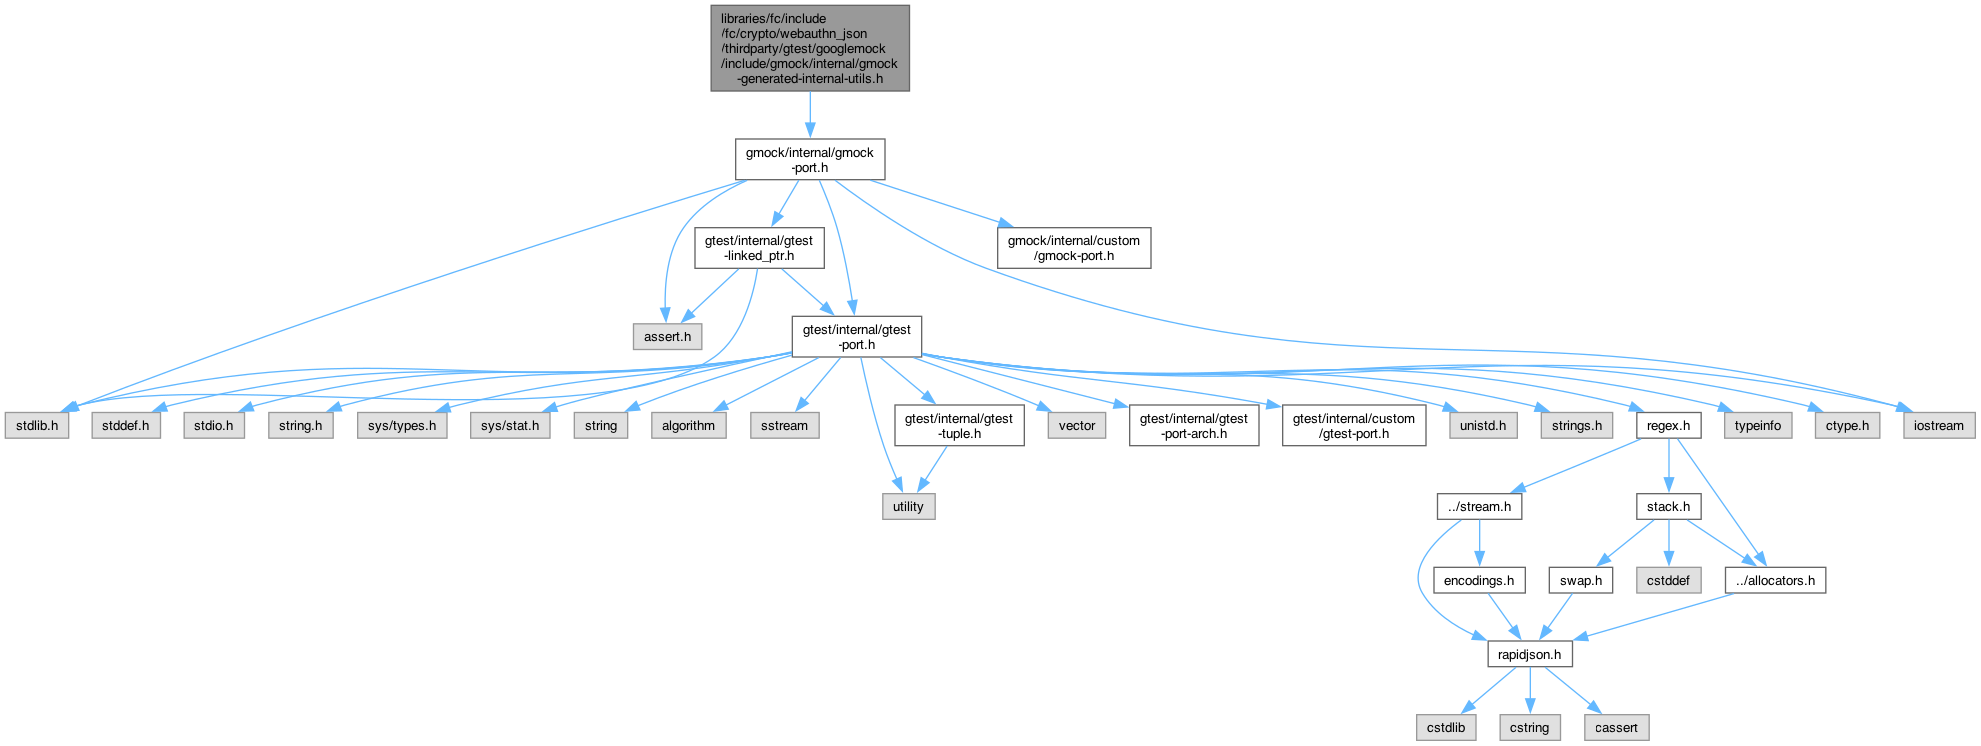 libraries/fc/include
/fc/crypto/webauthn_json
/thirdparty/gtest/googlemock
/include/gmock/internal/gmock
-generated-internal-utils.h
gmock/internal/gmock
-port.h
gtest/internal/gtest
-linked_ptr.h
gmock/internal/custom
/gmock-port.h
assert.h
gtest/internal/gtest
-port.h
stdlib.h
stddef.h
stdio.h
string.h
sys/types.h
sys/stat.h
string
algorithm
sstream
gtest/internal/gtest
-tuple.h
vector
gtest/internal/gtest
-port-arch.h
gtest/internal/custom
/gtest-port.h
unistd.h
strings.h
regex.h
typeinfo
ctype.h
iostream
utility
../stream.h
stack.h
encodings.h
swap.h
cstddef
../allocators.h
rapidjson.h
cstdlib
cstring
cassert